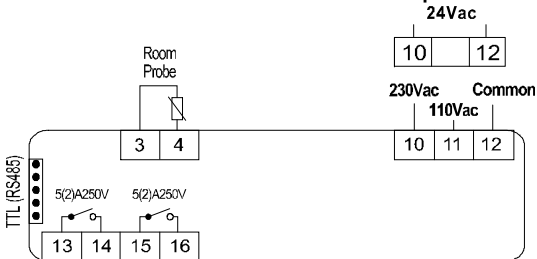 24Vac
10 12
Room
Probe
230Vac Common
110Vac
3 4 10 11 12
TTL (RS485)
5(2)A250V 5(2)A250V
13 14 15 16